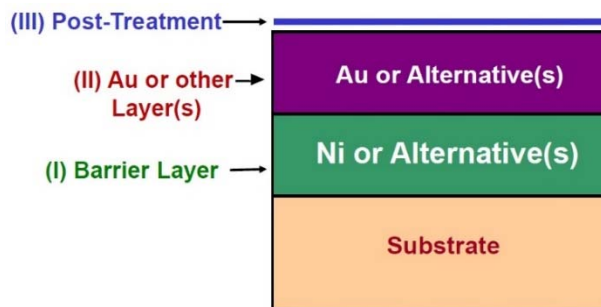 (III) Post-Treatment
(II) Au or other
Layer(s)
Au or Alternative(s)
(I) Barrier Layer
Ni or Alternative(s)
Substrate